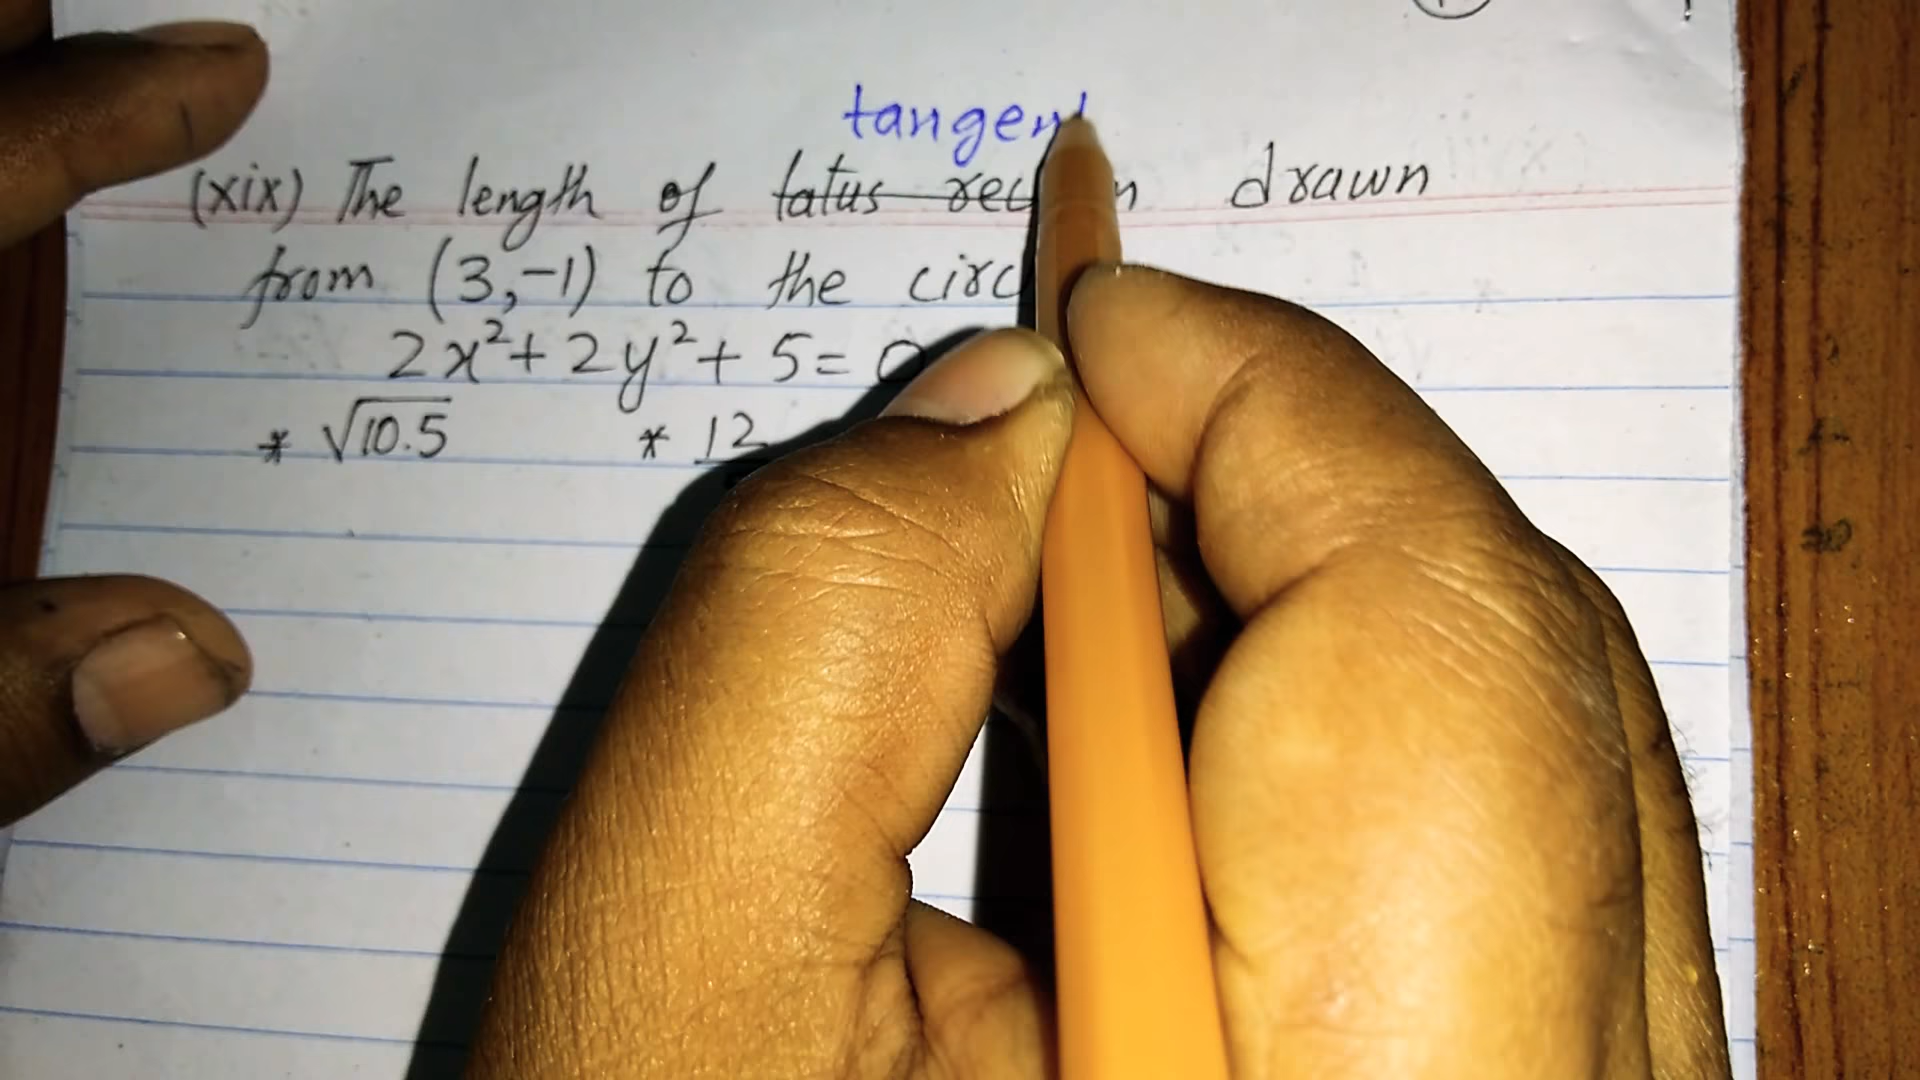 tangent
(xix) The length of latus rec n drawn
from (3,-1) to the circ
2x²+ 2y²+ 5= 0
* √10.5 * 12